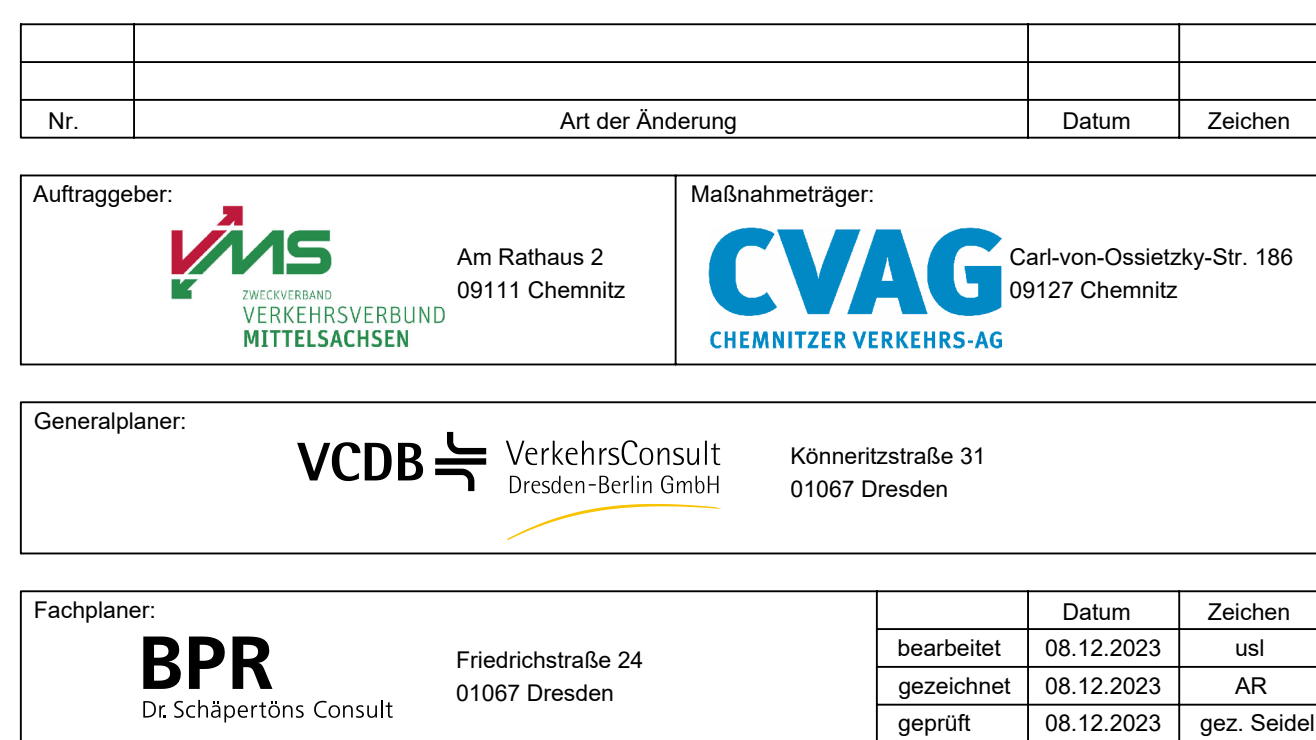 Nr. Art der Änderung Datum Zeichen
Auftraggeber:
VMS
ZWECKVERBAND
VERKEHRSVERBUND
MITTELSACHSEN
Am Rathaus 2
09111 Chemnitz
Maßnahmeträger:
CVAG
CHEMNITZER VERKEHRS-AG
Carl-von-Ossietzky-Str. 186
09127 Chemnitz
Generalplaner:
VCDB VerkehrsConsult
Dresden-Berlin GmbH
Könneritzstraße 31
01067 Dresden
Fachplaner:
BPR
Dr. Schäpertöns Consult
Friedrichstraße 24
01067 Dresden
Datum Zeichen
bearbeitet 08.12.2023 usl
gezeichnet 08.12.2023 AR
geprüft 08.12.2023 gez. Seidel